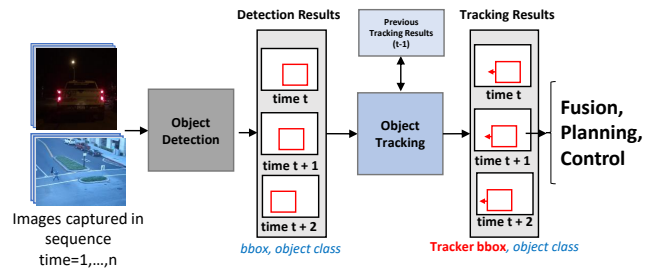 Detection Results
Previous
Tracking Results
(t-1)
Tracking Results
Object
Detection
time t
time t + 1
time t + 2
bbox, object class
Object
Tracking
time t
time t + 1
time t + 2
Tracker bbox, object class
Fusion,
Planning,
Control
Images captured in
sequence
time=1,…,n